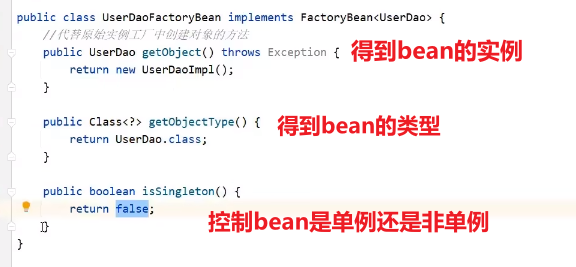 public class UserDaoFactoryBean implements FactoryBean<UserDao> {
//代替原始实例工厂中创建对象的方法
public UserDao getObject() throws Exception { 得到bean的实例
return new UserDaoImpl();
}
public Class<?> getObjectType() { 得到bean的类型
return UserDao.class;
}
public boolean isSingleton() {
return false;
} 控制bean是单例还是非单例
}